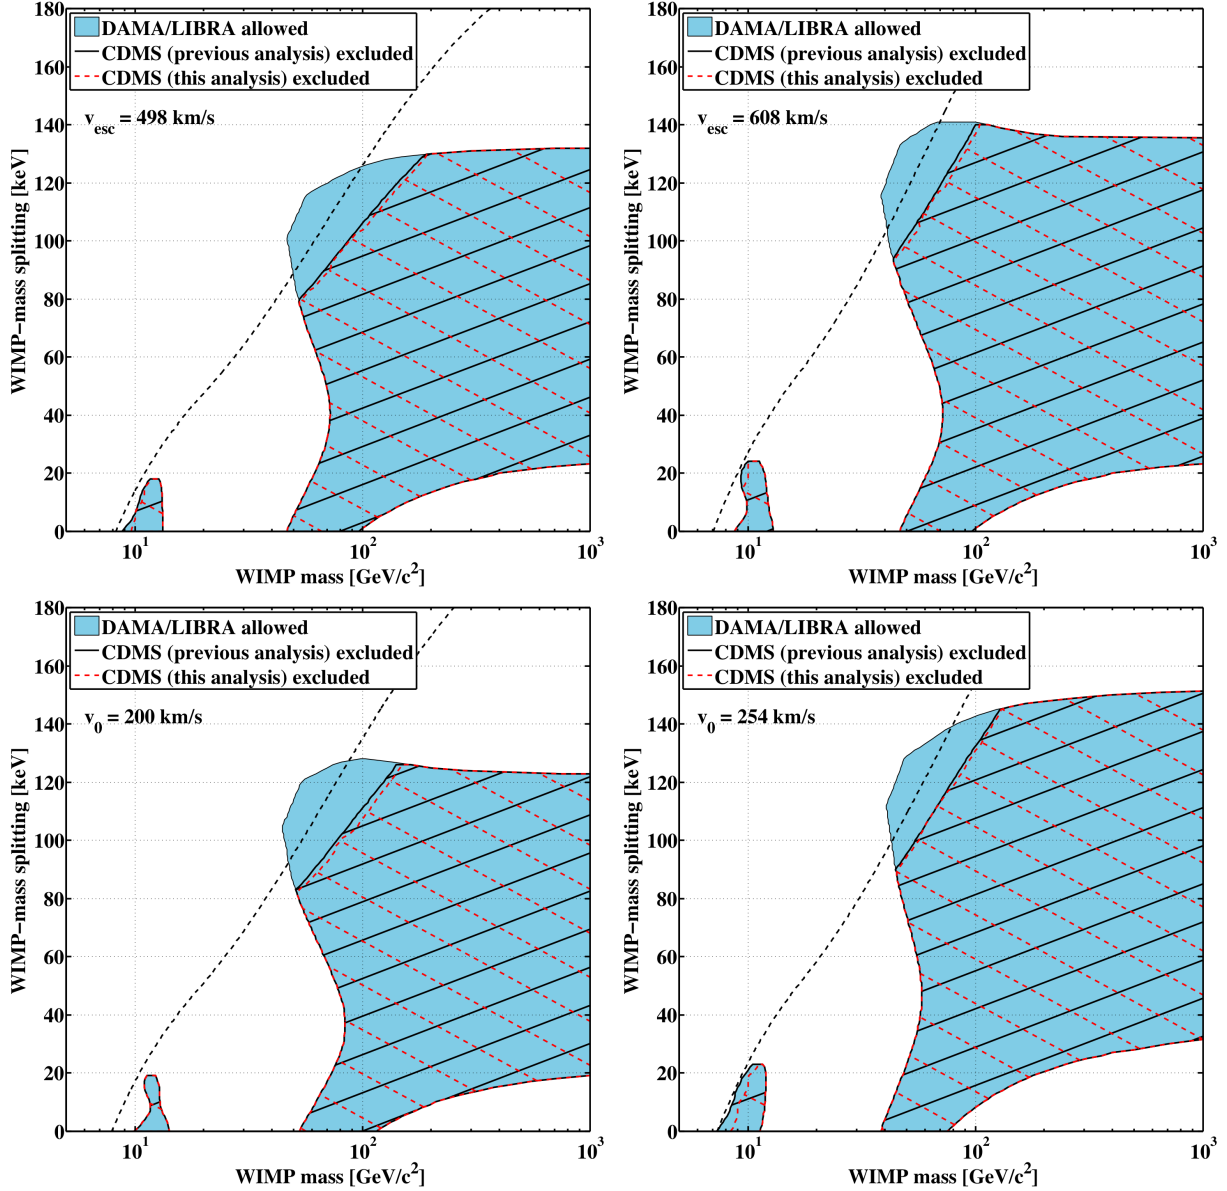 180
160
140
120
100
80
60
40
20
0
WIMP−mass splitting [keV]
DAMA/LIBRA allowed
CDMS (previous analysis) excluded
CDMS (this analysis) excluded
v_esc = 498 km/s
10^1 10^2 10^3
WIMP mass [GeV/c^2]
180
160
140
120
100
80
60
40
20
0
WIMP−mass splitting [keV]
DAMA/LIBRA allowed
CDMS (previous analysis) excluded
CDMS (this analysis) excluded
v_esc = 608 km/s
10^1 10^2 10^3
WIMP mass [GeV/c^2]
180
160
140
120
100
80
60
40
20
0
WIMP−mass splitting [keV]
DAMA/LIBRA allowed
CDMS (previous analysis) excluded
CDMS (this analysis) excluded
v_0 = 200 km/s
10^1 10^2 10^3
WIMP mass [GeV/c^2]
180
160
140
120
100
80
60
40
20
0
WIMP−mass splitting [keV]
DAMA/LIBRA allowed
CDMS (previous analysis) excluded
CDMS (this analysis) excluded
v_0 = 254 km/s
10^1 10^2 10^3
WIMP mass [GeV/c^2]